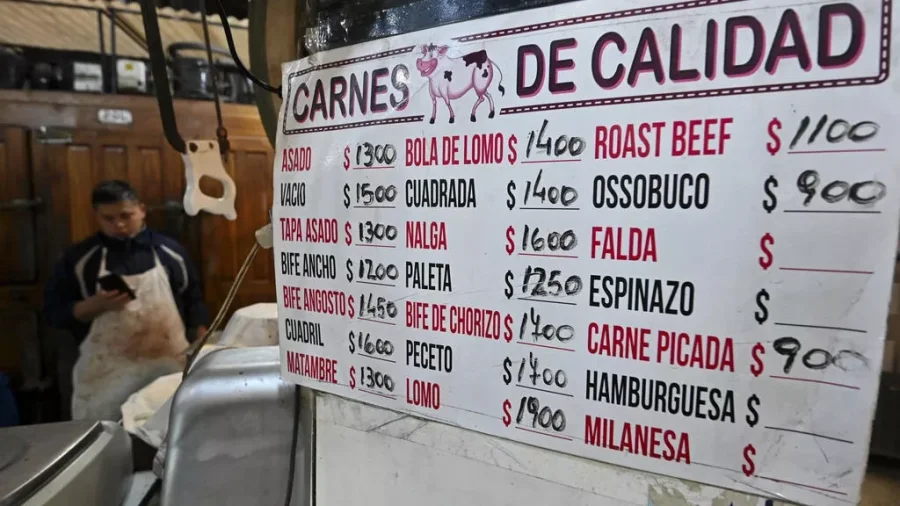 CARNES DE CALIDAD
ASADO $ 1300
VACIO $ 1500
TAPA ASADO $ 1300
BIFE ANCHO $ 1200
BIFE ANGOSTO $ 1450
CUADRIL $ 1600
MATAMBRE $ 1300
BOLA DE LOMO $ 1400
CUADRADA $ 1400
NALGA $ 1600
PALETA $ 1250
BIFE DE CHORIZO $ 1400
PECETO $ 1700
LOMO $ 1900
ROAST BEEF $ 1100
OSSOBUCO $ 900
FALDA $
ESPINAZO $
CARNE PICADA $ 900
HAMBURGUESA $
MILANESA $